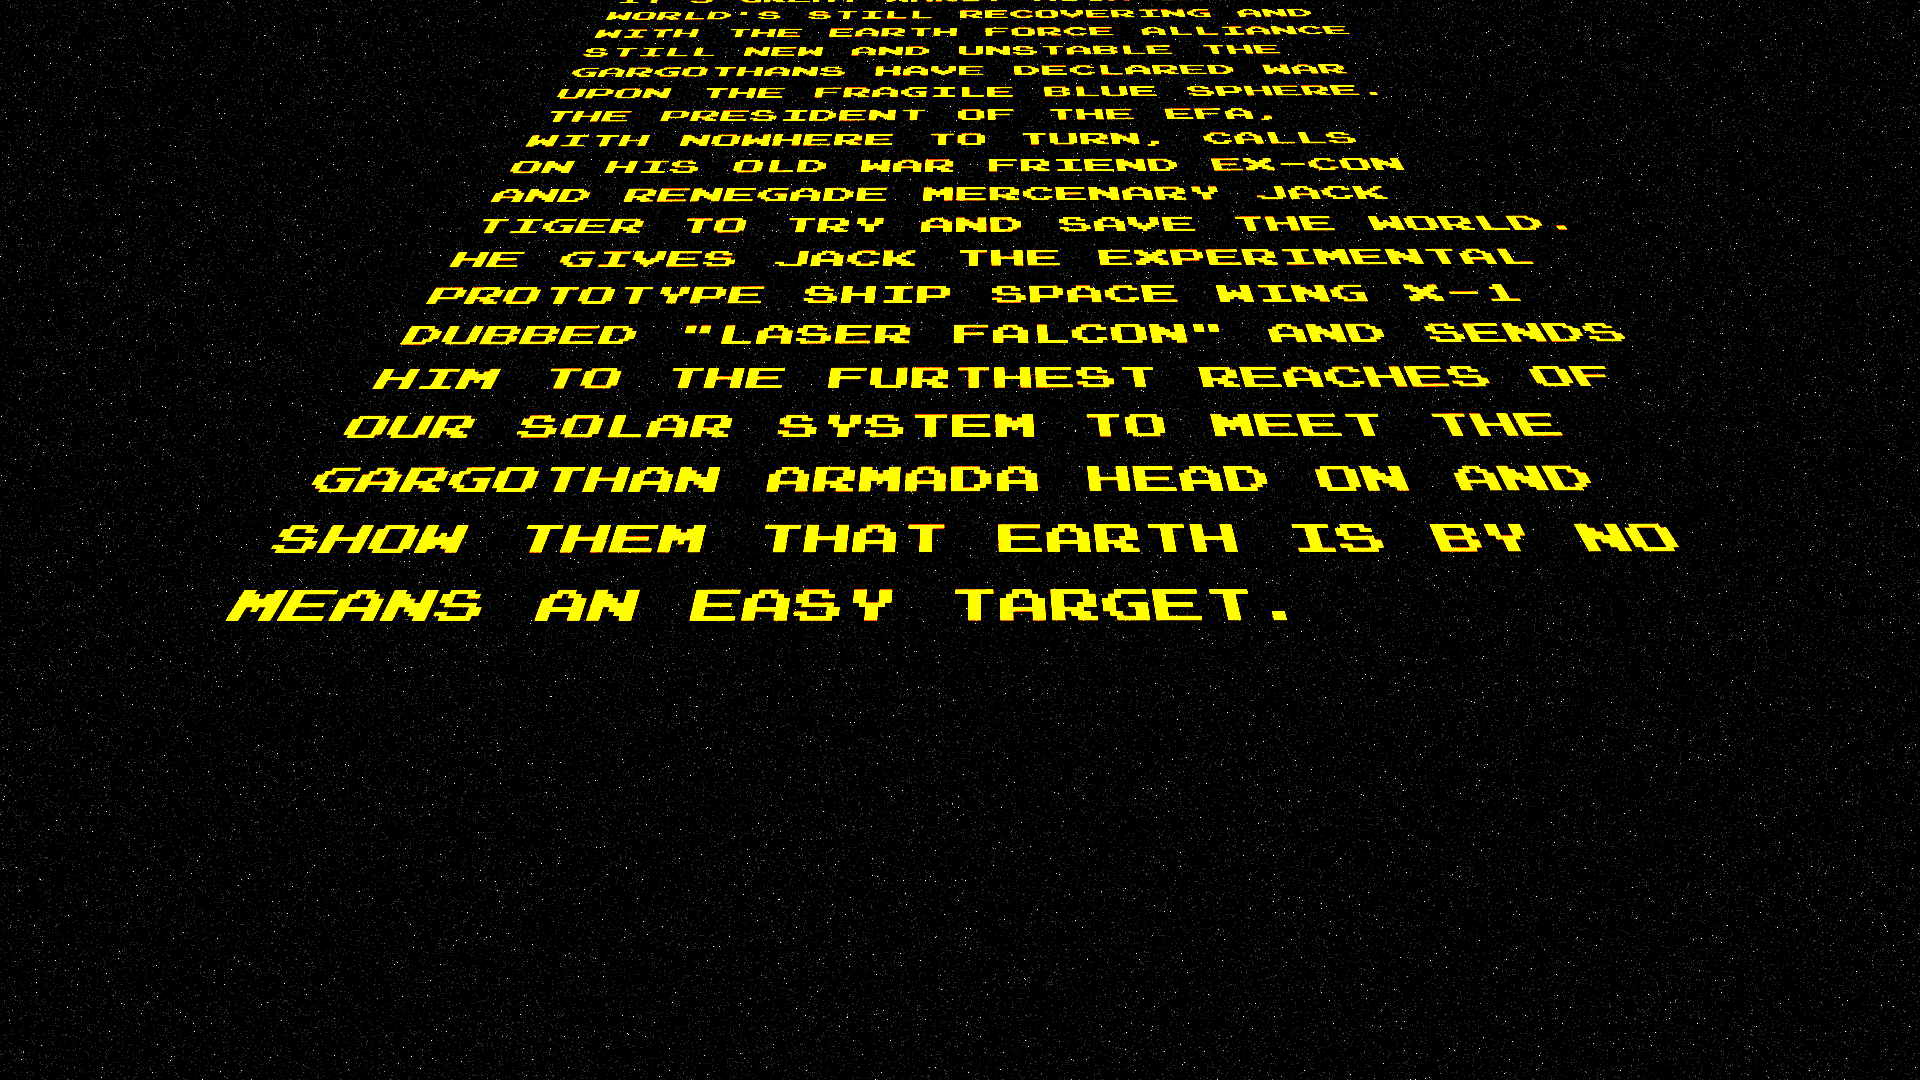 WORLD'S STILL RECOVERING AND
WITH THE EARTH FORCE ALLIANCE
STILL NEW AND UNSTABLE THE
GARGOTHANS HAVE DECLARED WAR
UPON THE FRAGILE BLUE SPHERE.
THE PRESIDENT OF THE EFA,
WITH NOWHERE TO TURN, CALLS
ON HIS OLD WAR FRIEND EX-CON
AND RENEGADE MERCENARY JACK
TIGER TO TRY AND SAVE THE WORLD.
HE GIVES JACK THE EXPERIMENTAL
PROTOTYPE SHIP SPACE WING X-1
DUBBED "LASER FALCON" AND SENDS
HIM TO THE FURTHEST REACHES OF
OUR SOLAR SYSTEM TO MEET THE
GARGOTHAN ARMADA HEAD ON AND
SHOW THEM THAT EARTH IS BY NO
MEANS AN EASY TARGET.